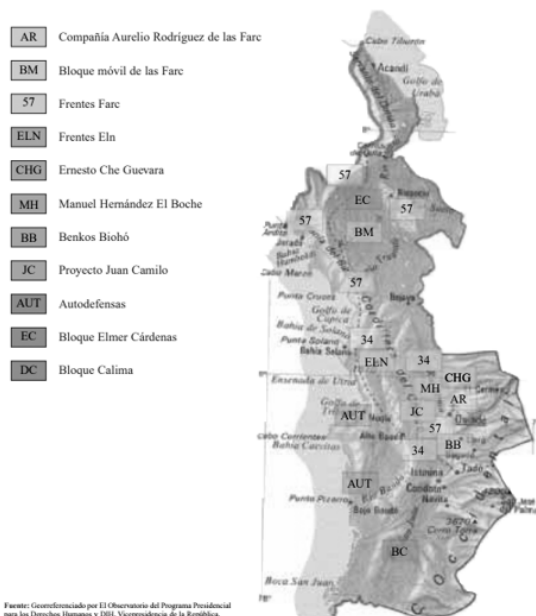 AR Compañía Aurelio Rodríguez de las Farc
BM Bloque móvil de las Farc
57 Frentes Farc
ELN Frentes Eln
CHG Ernesto Che Guevara
MH Manuel Hernández El Boche
BB Benkos Biohó
JC Proyecto Juan Camilo
AUT Autodefensas
EC Bloque Elmer Cárdenas
DC Bloque Calima
Cabo Tiburón
Acandí
Golfo de
Urabá
57
EC
57
57
BM
Cabo Marzo
57
Punta Cruces
Golfo de
Cupica
Bahía de Solano
34
Punta Solano
Bahía Solano
34
ELN
CHG
Ensenada de Utría
MH
AR
AUT
JC
57
Cabo Corrientes
Bahía Cuevitas
34
BB
Tadó
Istmina
Condoto
AUT
Punta Pizarro
Bajo Baudó
BC
Boca San Juan
Fuente: Georreferenciado por El Observatorio del Programa Presidencial
para los Derechos Humanos y DIH, Vicepresidencia de la República.